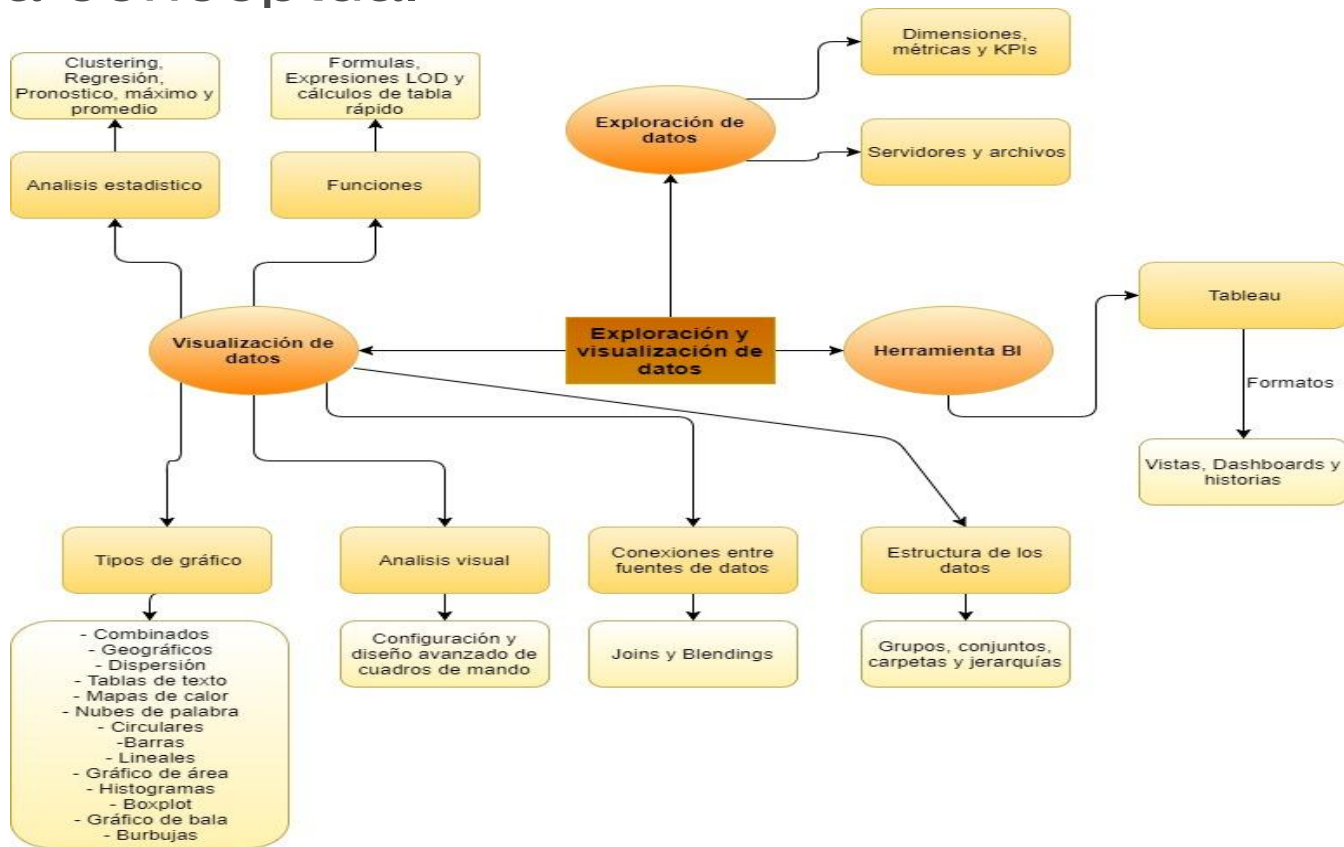 a conceptual
Clustering,
Regresión,
Pronostico, máximo y
promedio
Formulas,
Expresiones LOD y
cálculos de tabla
rápido
Dimensiones,
métricas y KPIs
Exploración de
datos
Servidores y archivos
Analisis estadistico
Funciones
Visualización de
datos
Exploración y
visualización de
datos
Herramienta BI
Tableau
Formatos
Vistas, Dashboards y
historias
Tipos de gráfico
Analisis visual
Conexiones entre
fuentes de datos
Estructura de los
datos
- Combinados
- Geográficos
- Dispersión
- Tablas de texto
- Mapas de calor
- Nubes de palabra
- Circulares
-Barras
- Lineales
- Gráfico de área
- Histogramas
- Boxplot
- Gráfico de bala
- Burbujas
Configuración y
diseño avanzado de
cuadros de mando
Joins y Blendings
Grupos, conjuntos,
carpetas y jerarquías